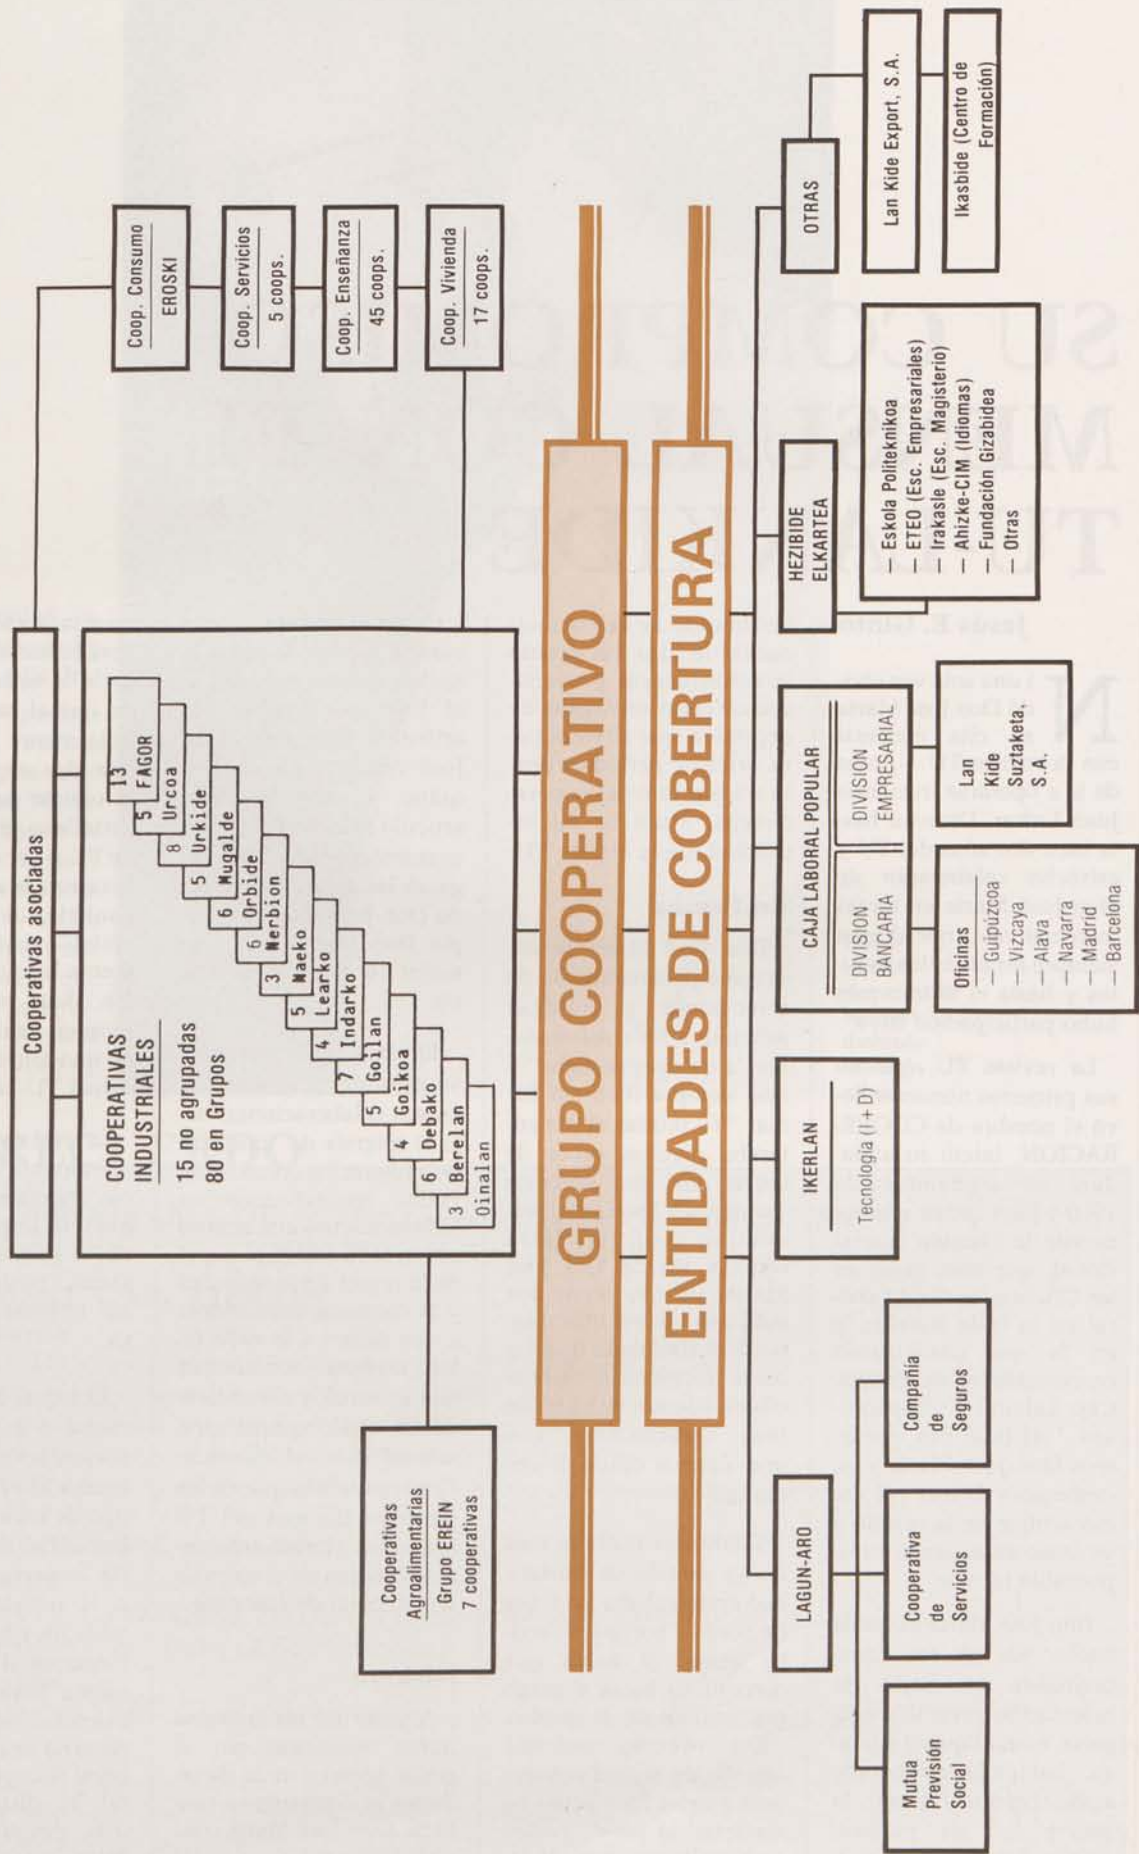 Cooperativas asociadas
COOPERATIVAS
INDUSTRIALES
15 no agrupadas
80 en Grupos
13
FAGOR
5
Urcoa
8
Urkide
5
Mugalde
6
Orbide
6
Nerbion
3
Naeko
5
Learko
4
Indarko
7
Goilan
5
Goikoa
4
Debako
6
Berelan
3
Oinalan
Cooperativas
Agroalimentarias
Grupo EREIN
7 cooperativas
Coop. Consumo
EROSKI
Coop. Servicios
5 coops.
Coop. Enseñanza
45 coops.
Coop. Vivienda
17 coops.
GRUPO COOPERATIVO
ENTIDADES DE COBERTURA
LAGUN-ARO
Mutua
Previsión
Social
Cooperativa
de
Servicios
Compañia
de
Seguros
IKERLAN
Tecnología (I + D)
CAJA LABORAL POPULAR
DIVISION
BANCARIA
DIVISION
EMPRESARIAL
Oficinas
— Guipúzcoa
— Vizcaya
— Alava
— Navarra
— Madrid
— Barcelona
Lan
Kide
Suztaketa.
S.A.
HEZIBIDE
ELKARTEA
— Eskola Politeknikoa
— ETEO (Esc. Empresariales)
— Irakasle (Esc. Magisterio)
— Ahizke-CIM (Idiomas)
— Fundación Gizabidea
— Otras
OTRAS
Lan Kide Export, S.A.
Ikasbide (Centro de
Formación)